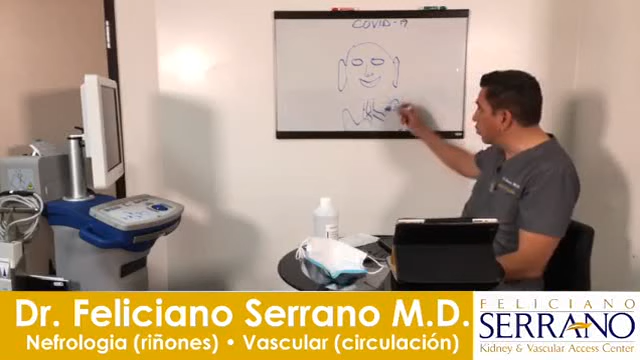 COVID-19
Dr. Feliciano Serrano M.D.
Nefrologia (riñones) • Vascular (circulación)
FELICIANO
SERRANO
Kidney & Vascular Access Center